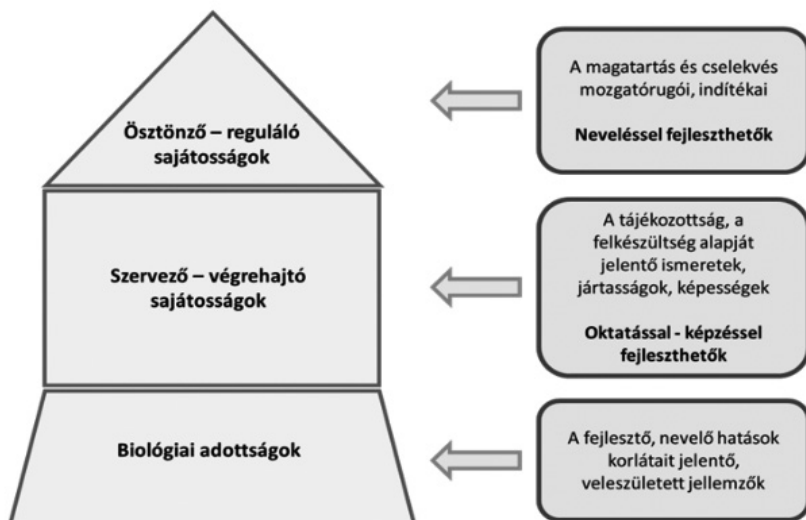 Ösztönző – reguláló
sajátosságok
A magatartás és cselekvés
mozgatórugói, indítékai
Neveléssel fejleszthetők
Szervező – végrehajtó
sajátosságok
A tájékozottság, a
felkészültség alapját
jelentő ismeretek,
jártasságok, képességek
Oktatással - képzéssel
fejleszthetők
Biológiai adottságok
A fejlesztő, nevelő hatások
korlátait jelentő,
veleszületett jellemzők